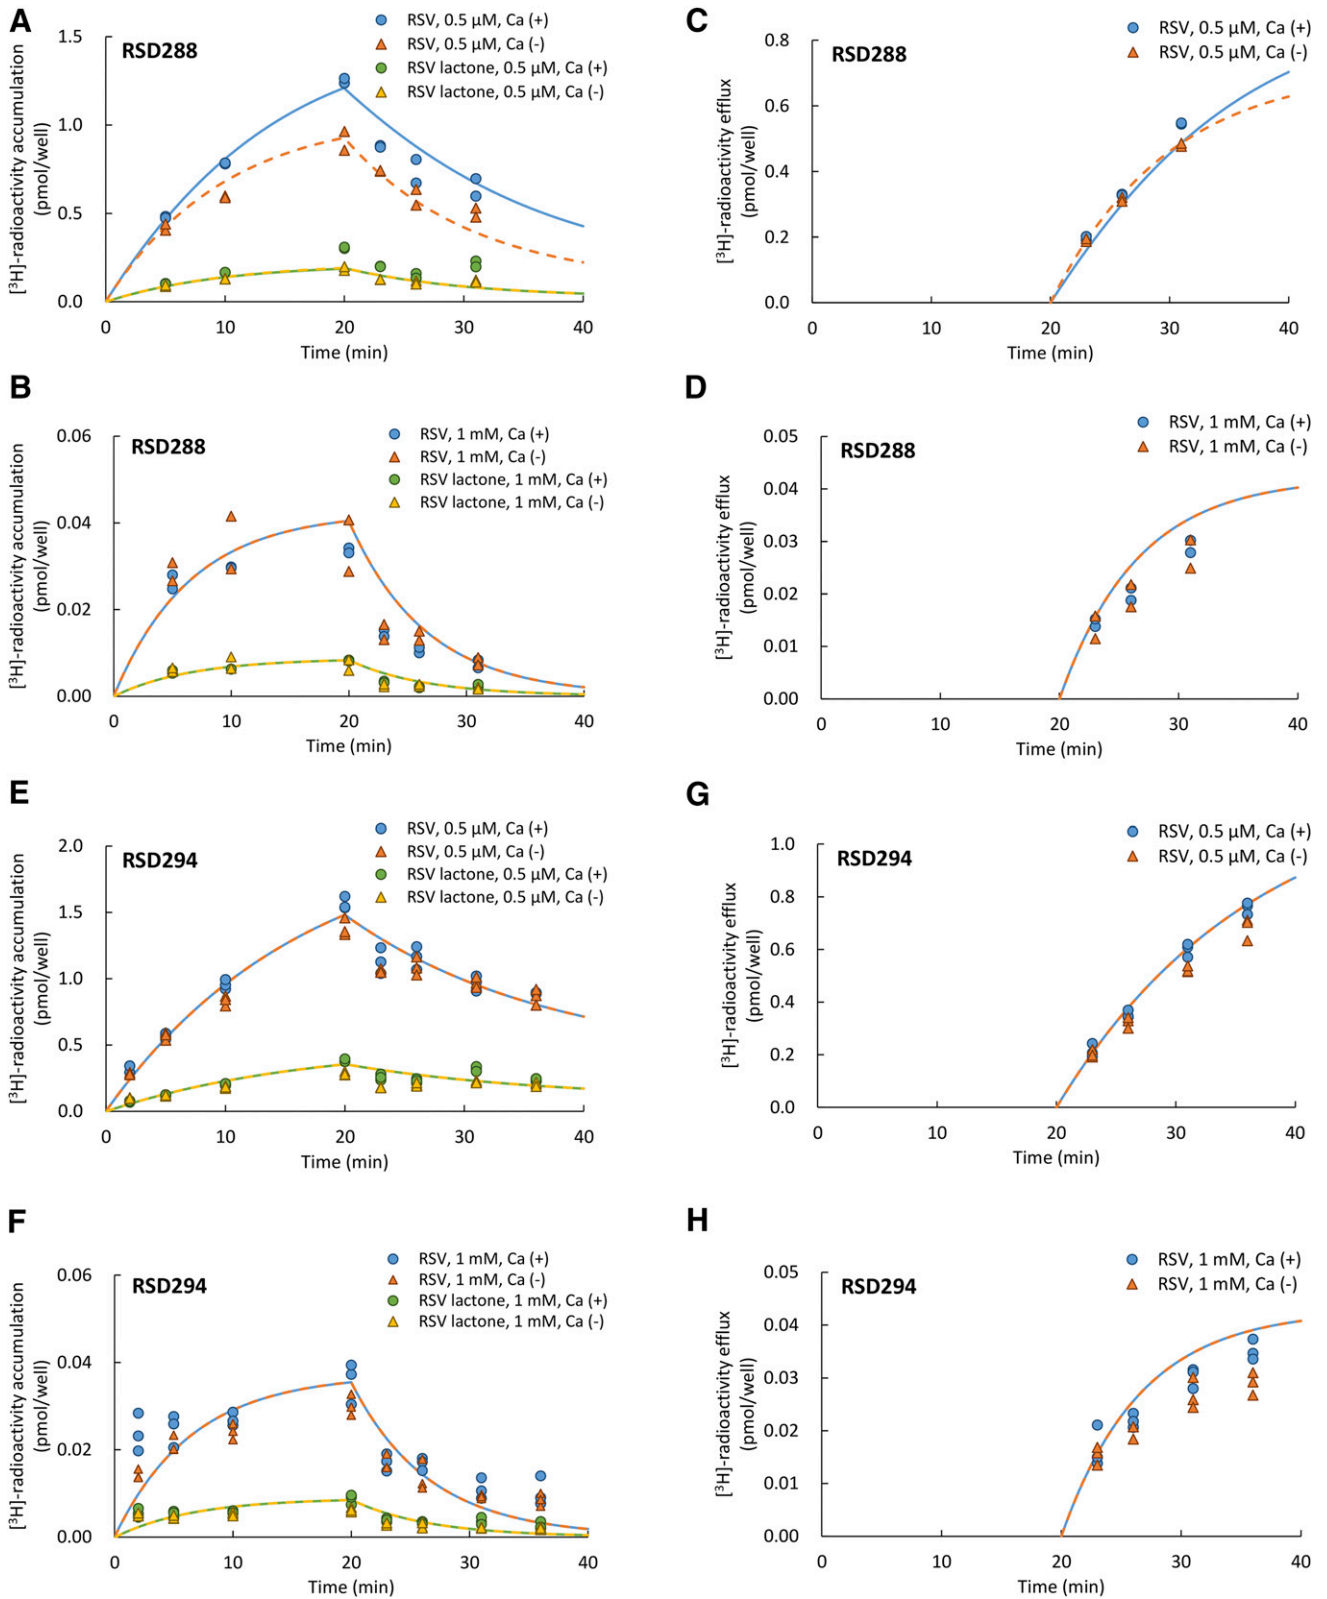 A
RSD288
RSV, 0.5 µM, Ca (+)
RSV, 0.5 µM, Ca (-)
RSV lactone, 0.5 µM, Ca (+)
RSV lactone, 0.5 µM, Ca (-)
[³H]-radioactivity accumulation
(pmol/well)
1.5
1.0
0.5
0.0
0 10 20 30 40
Time (min)
C
RSD288
RSV, 0.5 µM, Ca (+)
RSV, 0.5 µM, Ca (-)
[³H]-radioactivity efflux
(pmol/well)
0.8
0.6
0.4
0.2
0.0
0 10 20 30 40
Time (min)
B
RSD288
RSV, 1 mM, Ca (+)
RSV, 1 mM, Ca (-)
RSV lactone, 1 mM, Ca (+)
RSV lactone, 1 mM, Ca (-)
[³H]-radioactivity accumulation
(pmol/well)
0.06
0.04
0.02
0.00
0 10 20 30 40
Time (min)
D
RSD288
RSV, 1 mM, Ca (+)
RSV, 1 mM, Ca (-)
[³H]-radioactivity efflux
(pmol/well)
0.05
0.04
0.03
0.02
0.01
0.00
0 10 20 30 40
Time (min)
E
RSD294
RSV, 0.5 µM, Ca (+)
RSV, 0.5 µM, Ca (-)
RSV lactone, 0.5 µM, Ca (+)
RSV lactone, 0.5 µM, Ca (-)
[³H]-radioactivity accumulation
(pmol/well)
2.0
1.5
1.0
0.5
0.0
0 10 20 30 40
Time (min)
G
RSD294
RSV, 0.5 µM, Ca (+)
RSV, 0.5 µM, Ca (-)
[³H]-radioactivity efflux
(pmol/well)
1.0
0.8
0.6
0.4
0.2
0.0
0 10 20 30 40
Time (min)
F
RSD294
RSV, 1 mM, Ca (+)
RSV, 1 mM, Ca (-)
RSV lactone, 1 mM, Ca (+)
RSV lactone, 1 mM, Ca (-)
[³H]-radioactivity accumulation
(pmol/well)
0.06
0.04
0.02
0.00
0 10 20 30 40
Time (min)
H
RSD294
RSV, 1 mM, Ca (+)
RSV, 1 mM, Ca (-)
[³H]-radioactivity efflux
(pmol/well)
0.05
0.04
0.03
0.02
0.01
0.00
0 10 20 30 40
Time (min)